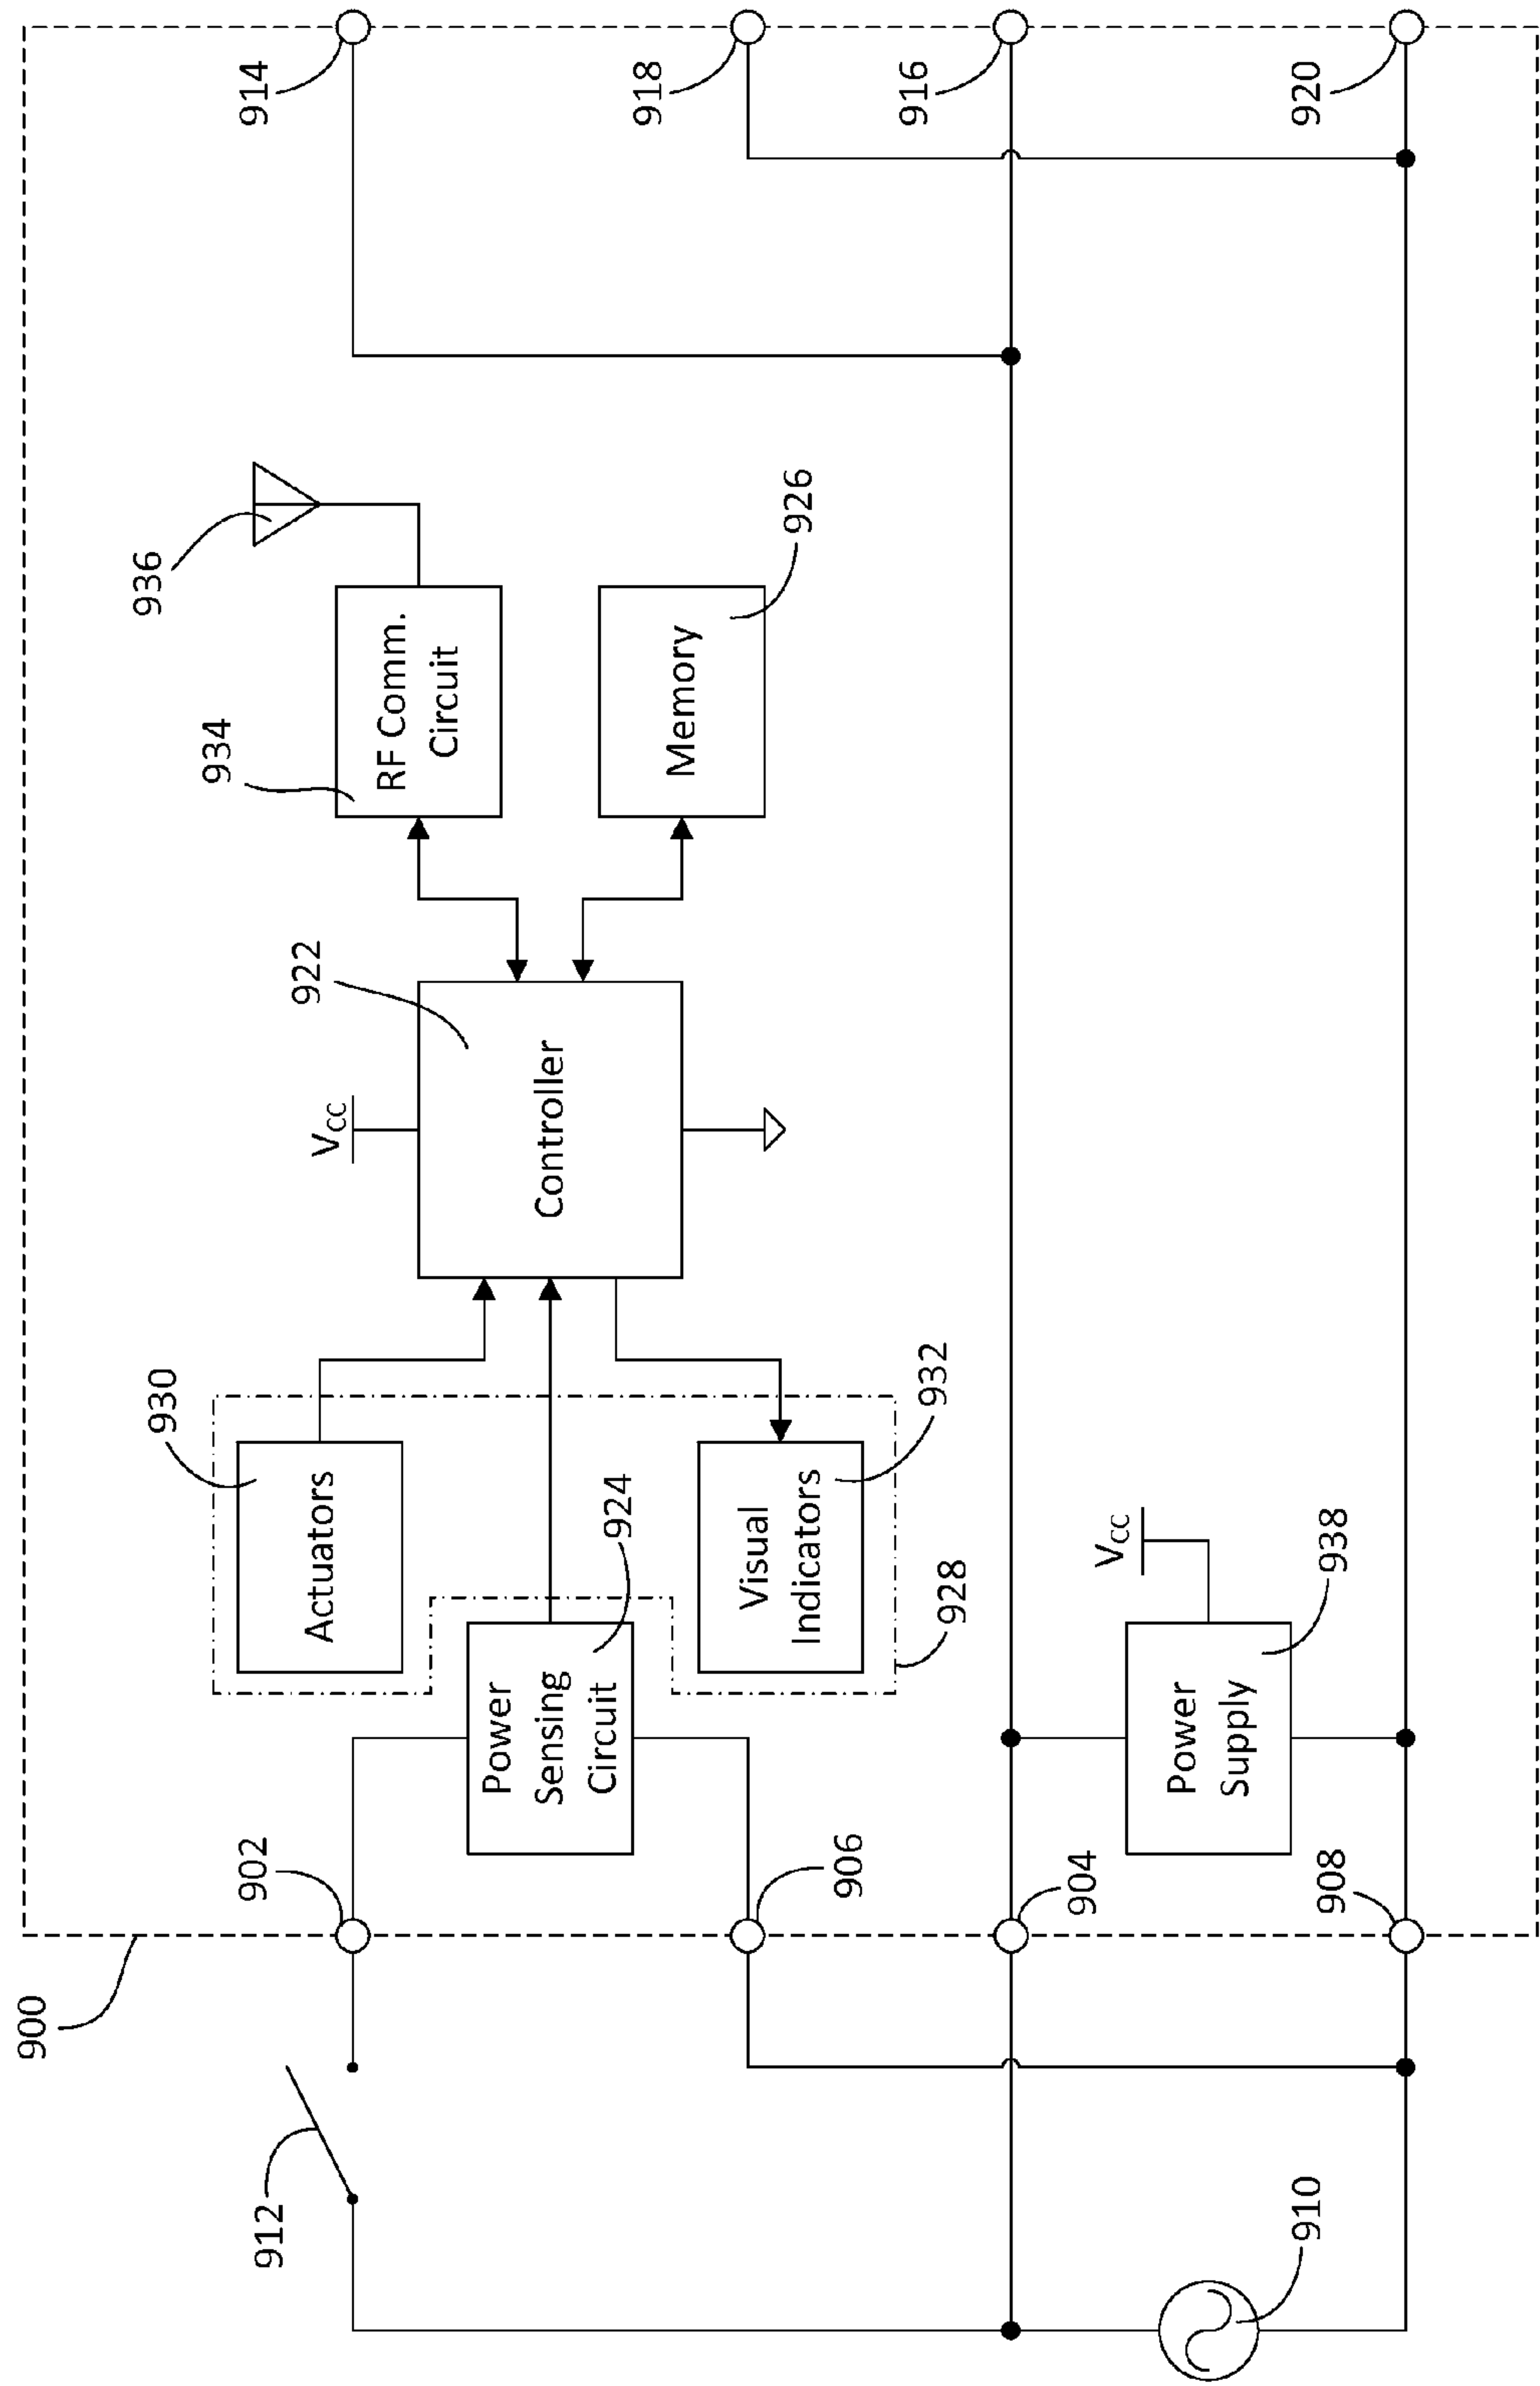 900
912
910
902
906
904
908
930
Actuators
924
Power
Sensing
Circuit
932
Visual
Indicators
928
VCC
938
Power
Supply
922
VCC
Controller
934
RF Comm.
Circuit
936
926
Memory
914
918
916
920